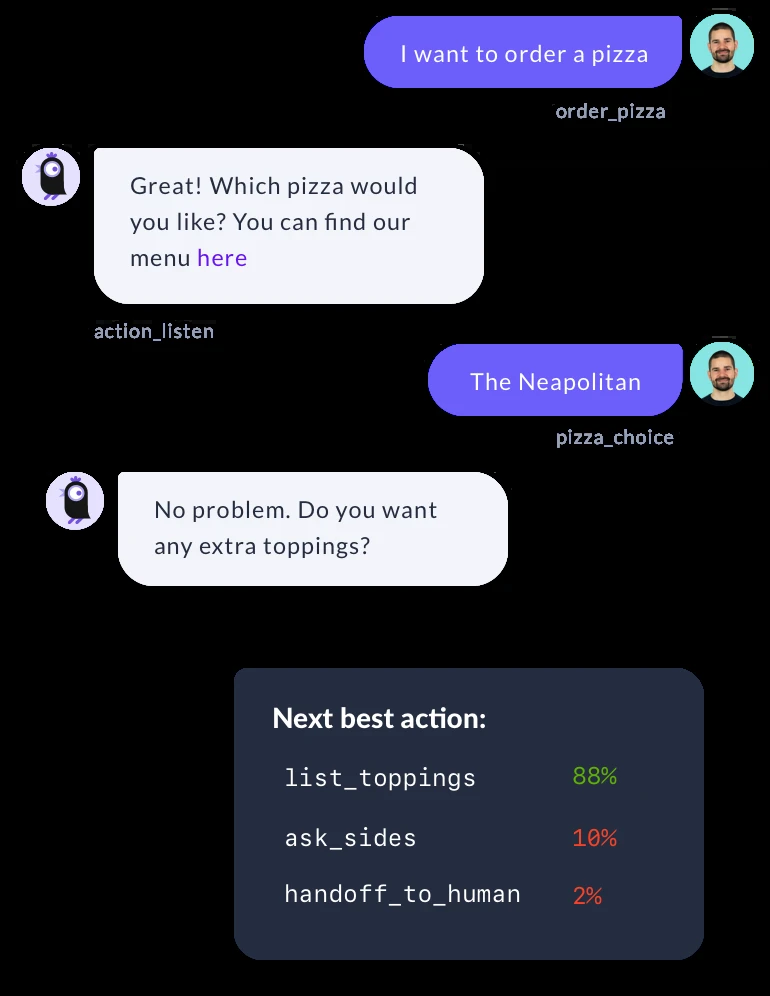 I want to order a pizza
order_pizza
Great! Which pizza would
you like? You can find our
menu here
action_listen
The Neapolitan
pizza_choice
No problem. Do you want
any extra toppings?
Next best action:
list_toppings 88%
ask_sides 10%
handoff_to_human 2%